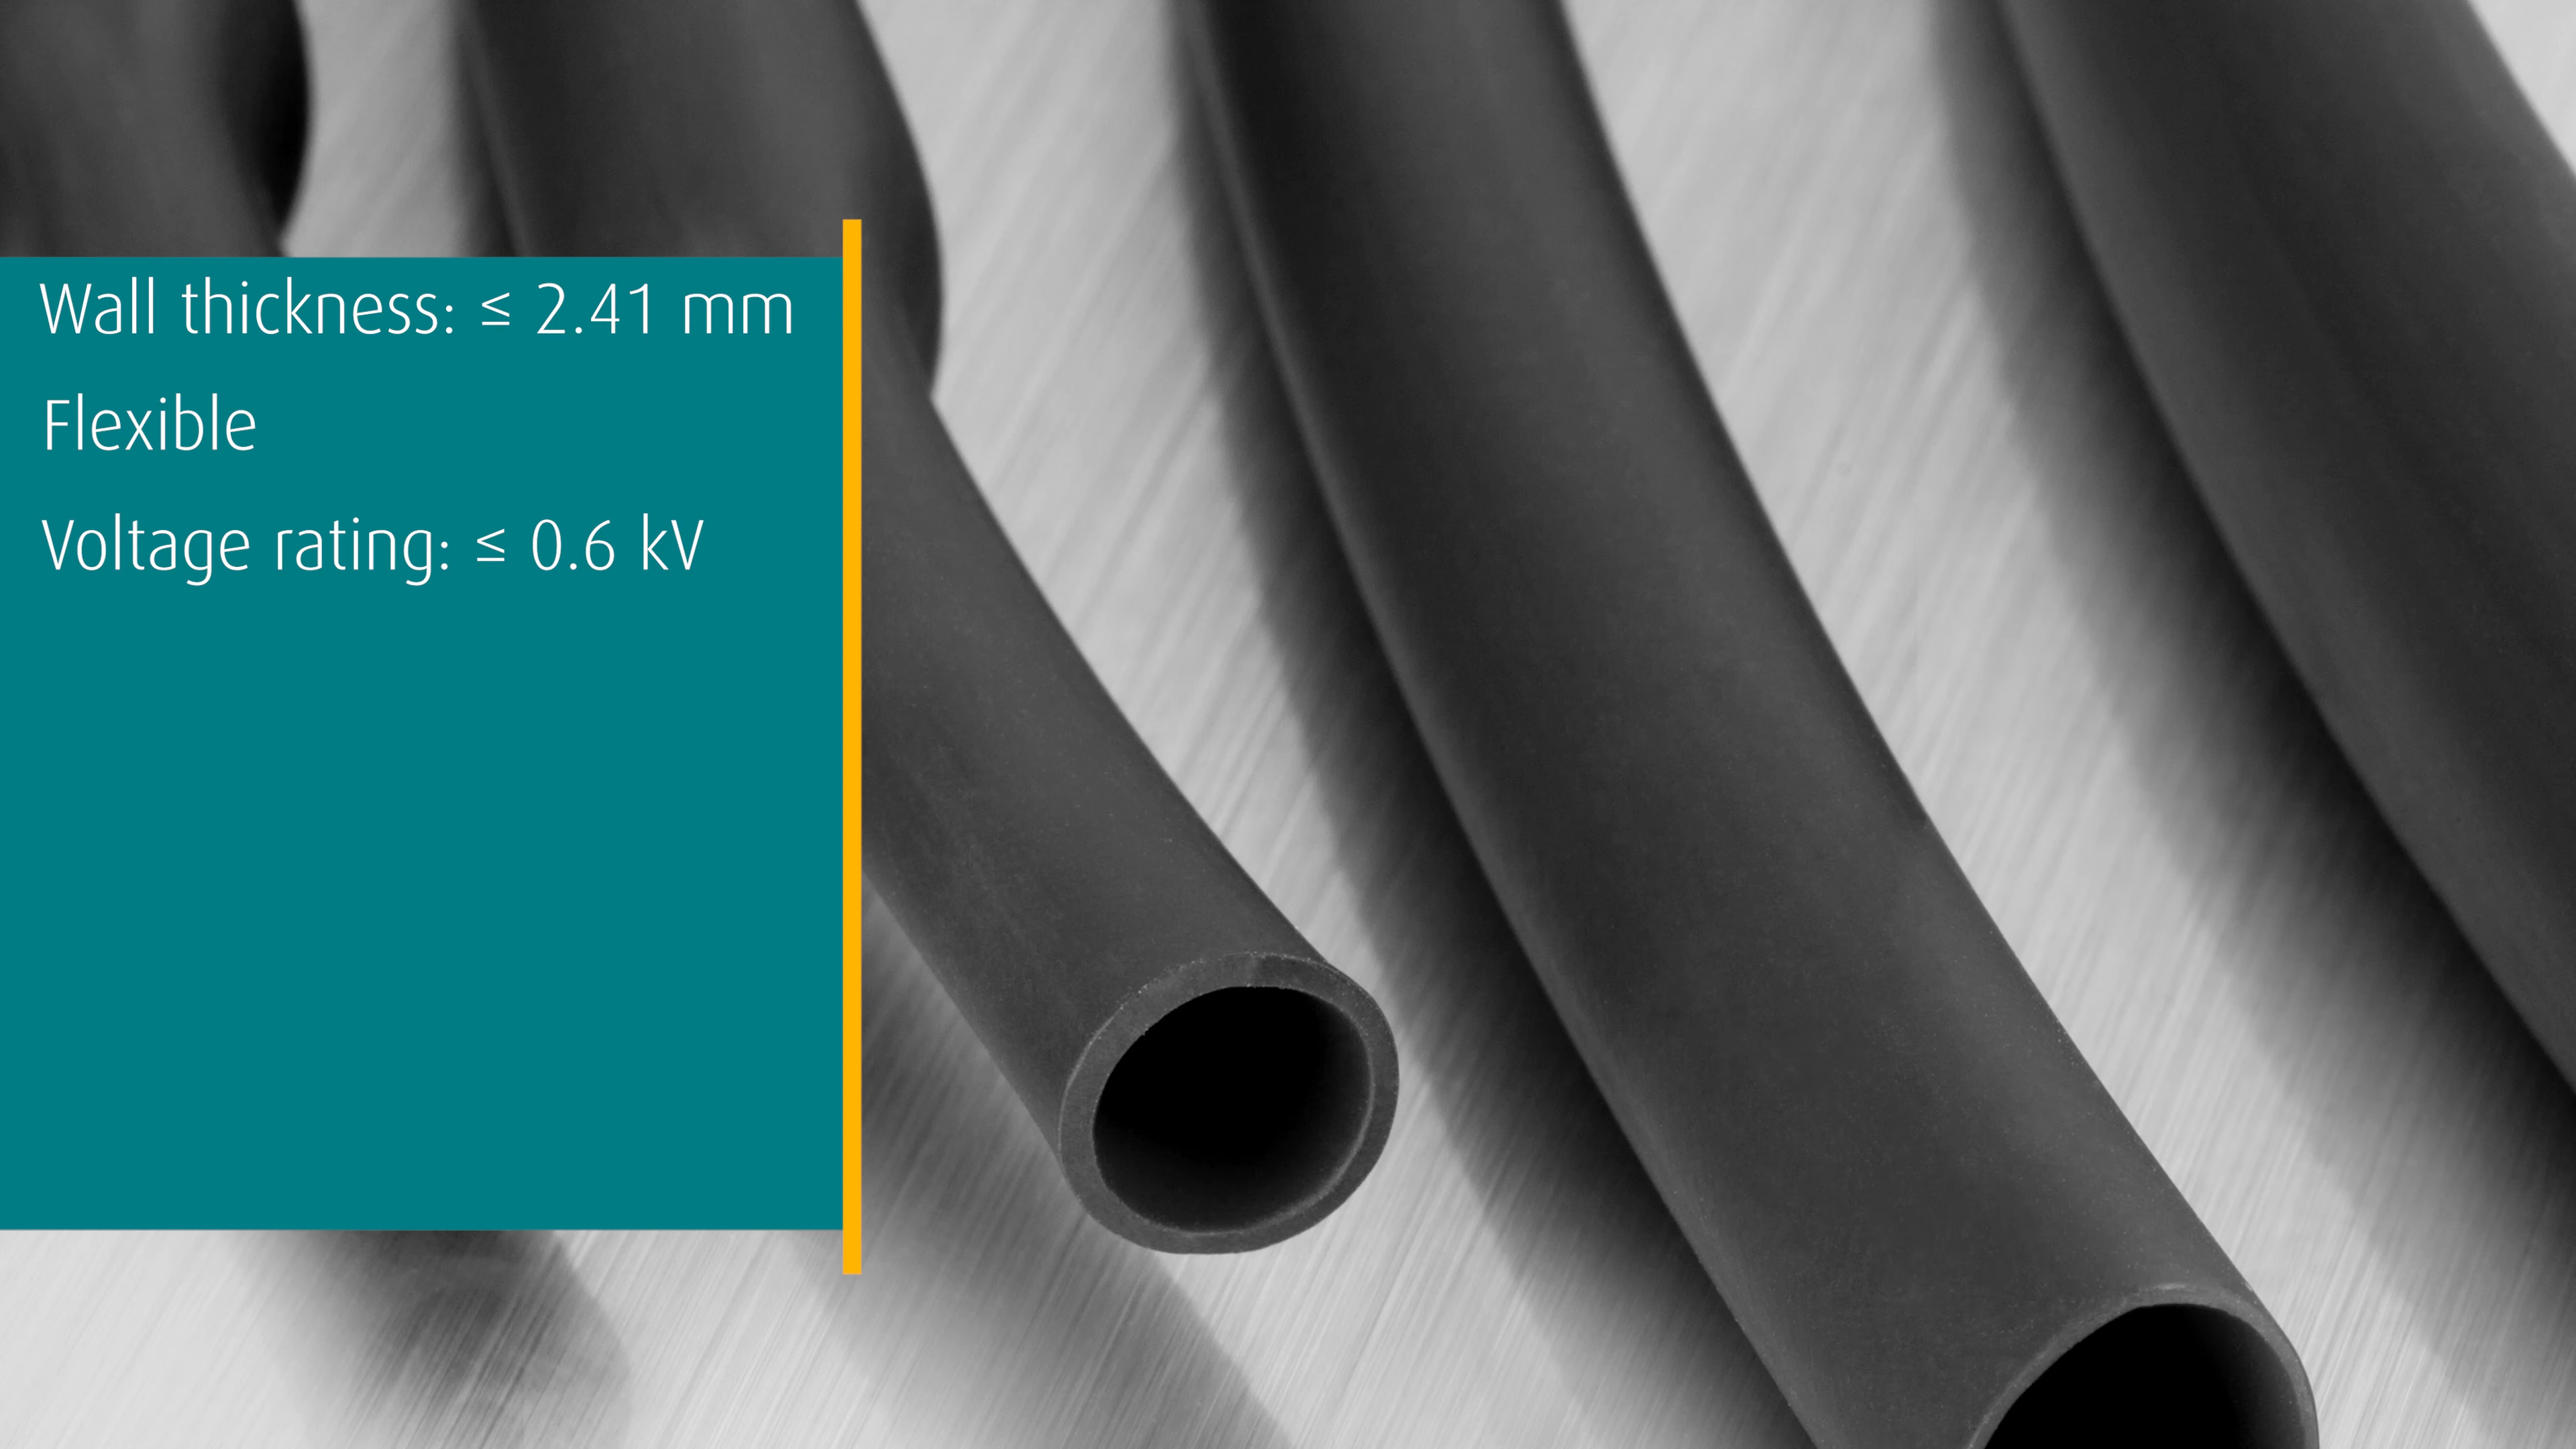 Wall thickness: ≤ 2.41 mm
Flexible
Voltage rating: ≤ 0.6 kV